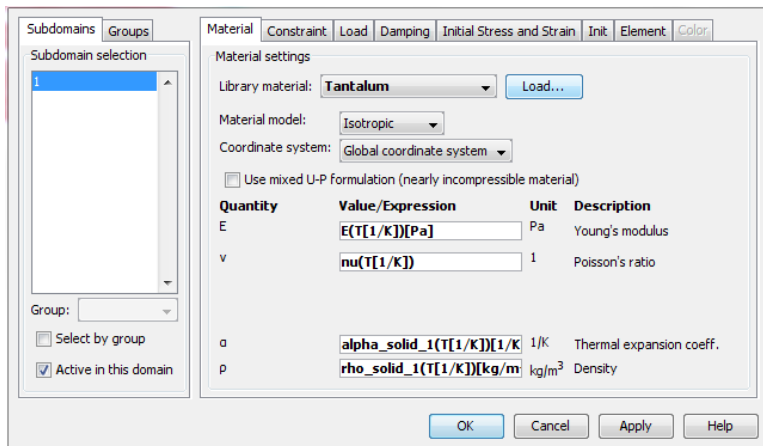 Subdomains Groups
Subdomain selection
1
Group:
Select by group
Active in this domain
Material Constraint Load Damping Initial Stress and Strain Init Element Color
Material settings
Library material: Tantalum Load...
Material model: Isotropic
Coordinate system: Global coordinate system
Use mixed U-P formulation (nearly incompressible material)
Quantity Value/Expression Unit Description
E E(T[1/K])[Pa] Pa Young's modulus
ν nu(T[1/K]) 1 Poisson's ratio
α alpha_solid_1(T[1/K])[1/K 1/K Thermal expansion coeff.
ρ rho_solid_1(T[1/K])[kg/m kg/m³ Density
OK Cancel Apply Help